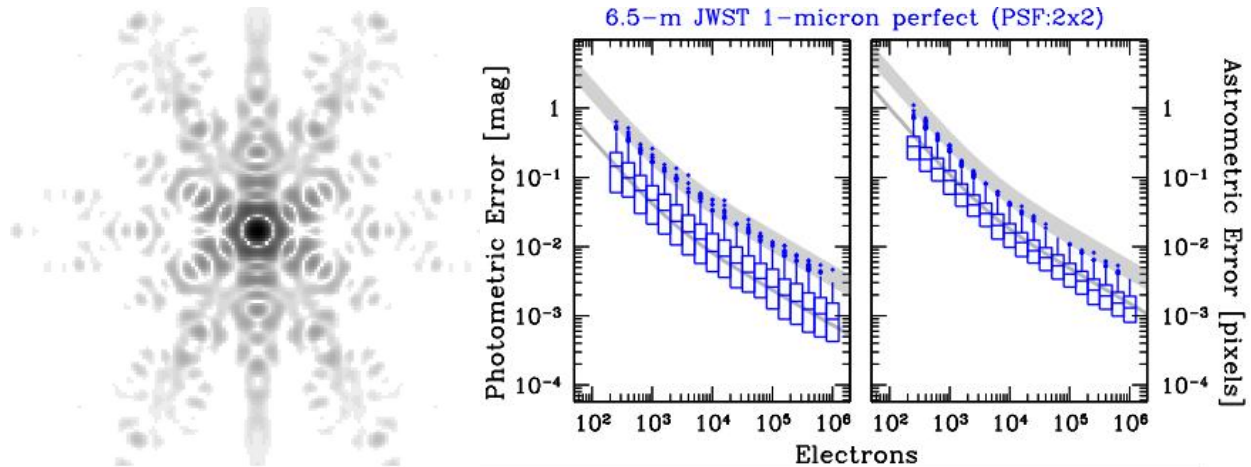 6.5-m JWST 1-micron perfect (PSF:2x2)
Photometric Error [mag]
1
10⁻¹
10⁻²
10⁻³
10⁻⁴
10² 10³ 10⁴ 10⁵ 10⁶
10² 10³ 10⁴ 10⁵ 10⁶
1
10⁻¹
10⁻²
10⁻³
10⁻⁴
Astrometric Error [pixels]
Electrons